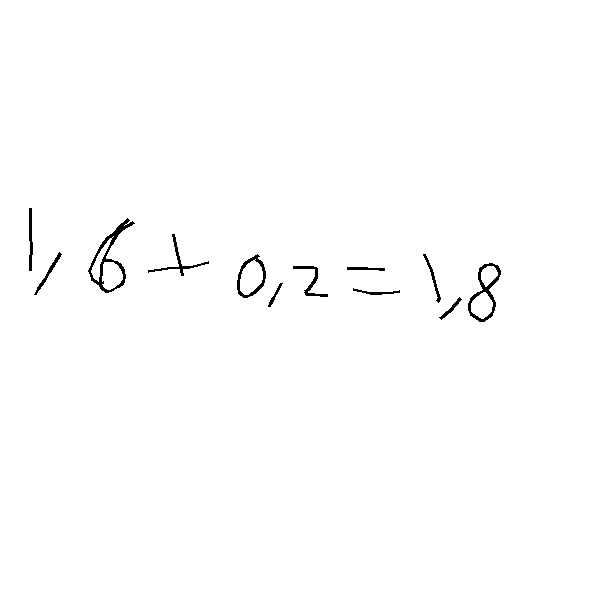 1,6 + 0,2 = 1,8